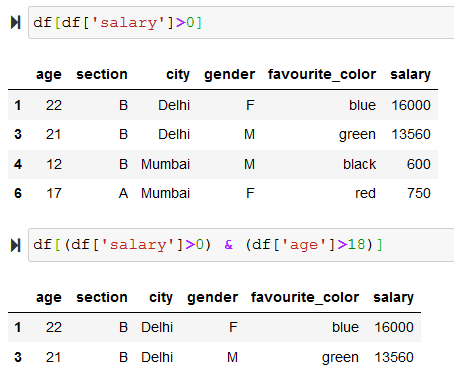 df[df['salary']>0]
age section city gender favourite_color salary
1 22 B Delhi F blue 16000
3 21 B Delhi M green 13560
4 12 B Mumbai M black 600
6 17 A Mumbai F red 750
df[(df['salary']>0) & (df['age']>18)]
age section city gender favourite_color salary
1 22 B Delhi F blue 16000
3 21 B Delhi M green 13560